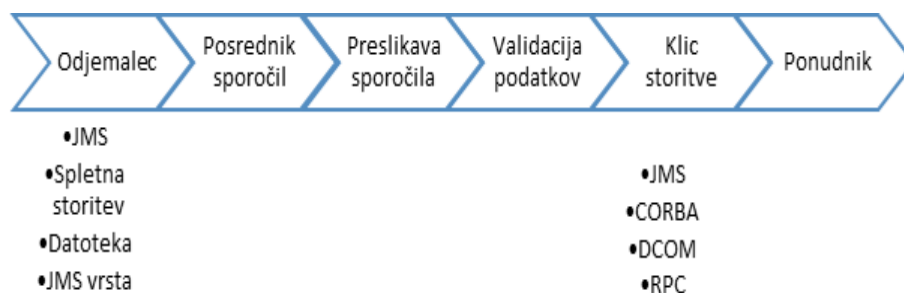 Odjemalec
Posrednik
sporočil
Preslikava
sporočila
Validacija
podatkov
Klic
storitve
Ponudnik
•JMS
•Spletna
storitev
•Datoteka
•JMS vrsta
•JMS
•CORBA
•DCOM
•RPC